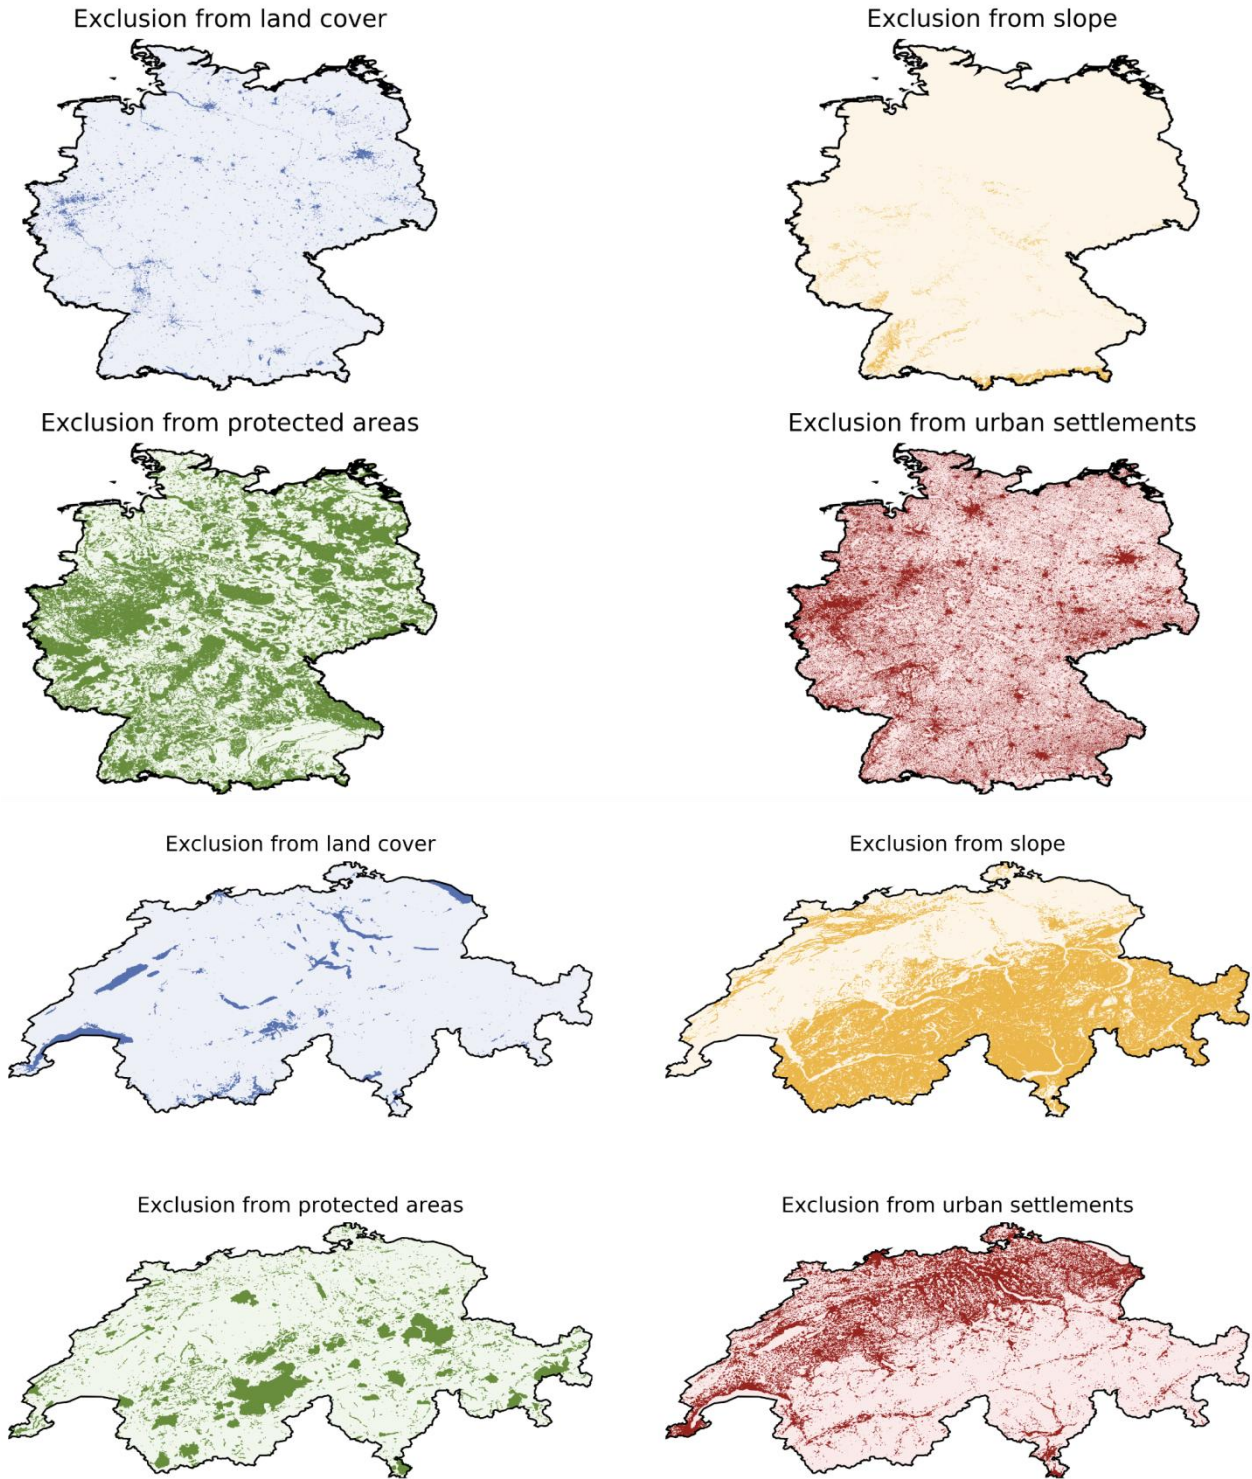 Exclusion from land cover
Exclusion from slope
Exclusion from protected areas
Exclusion from urban settlements
Exclusion from land cover
Exclusion from slope
Exclusion from protected areas
Exclusion from urban settlements